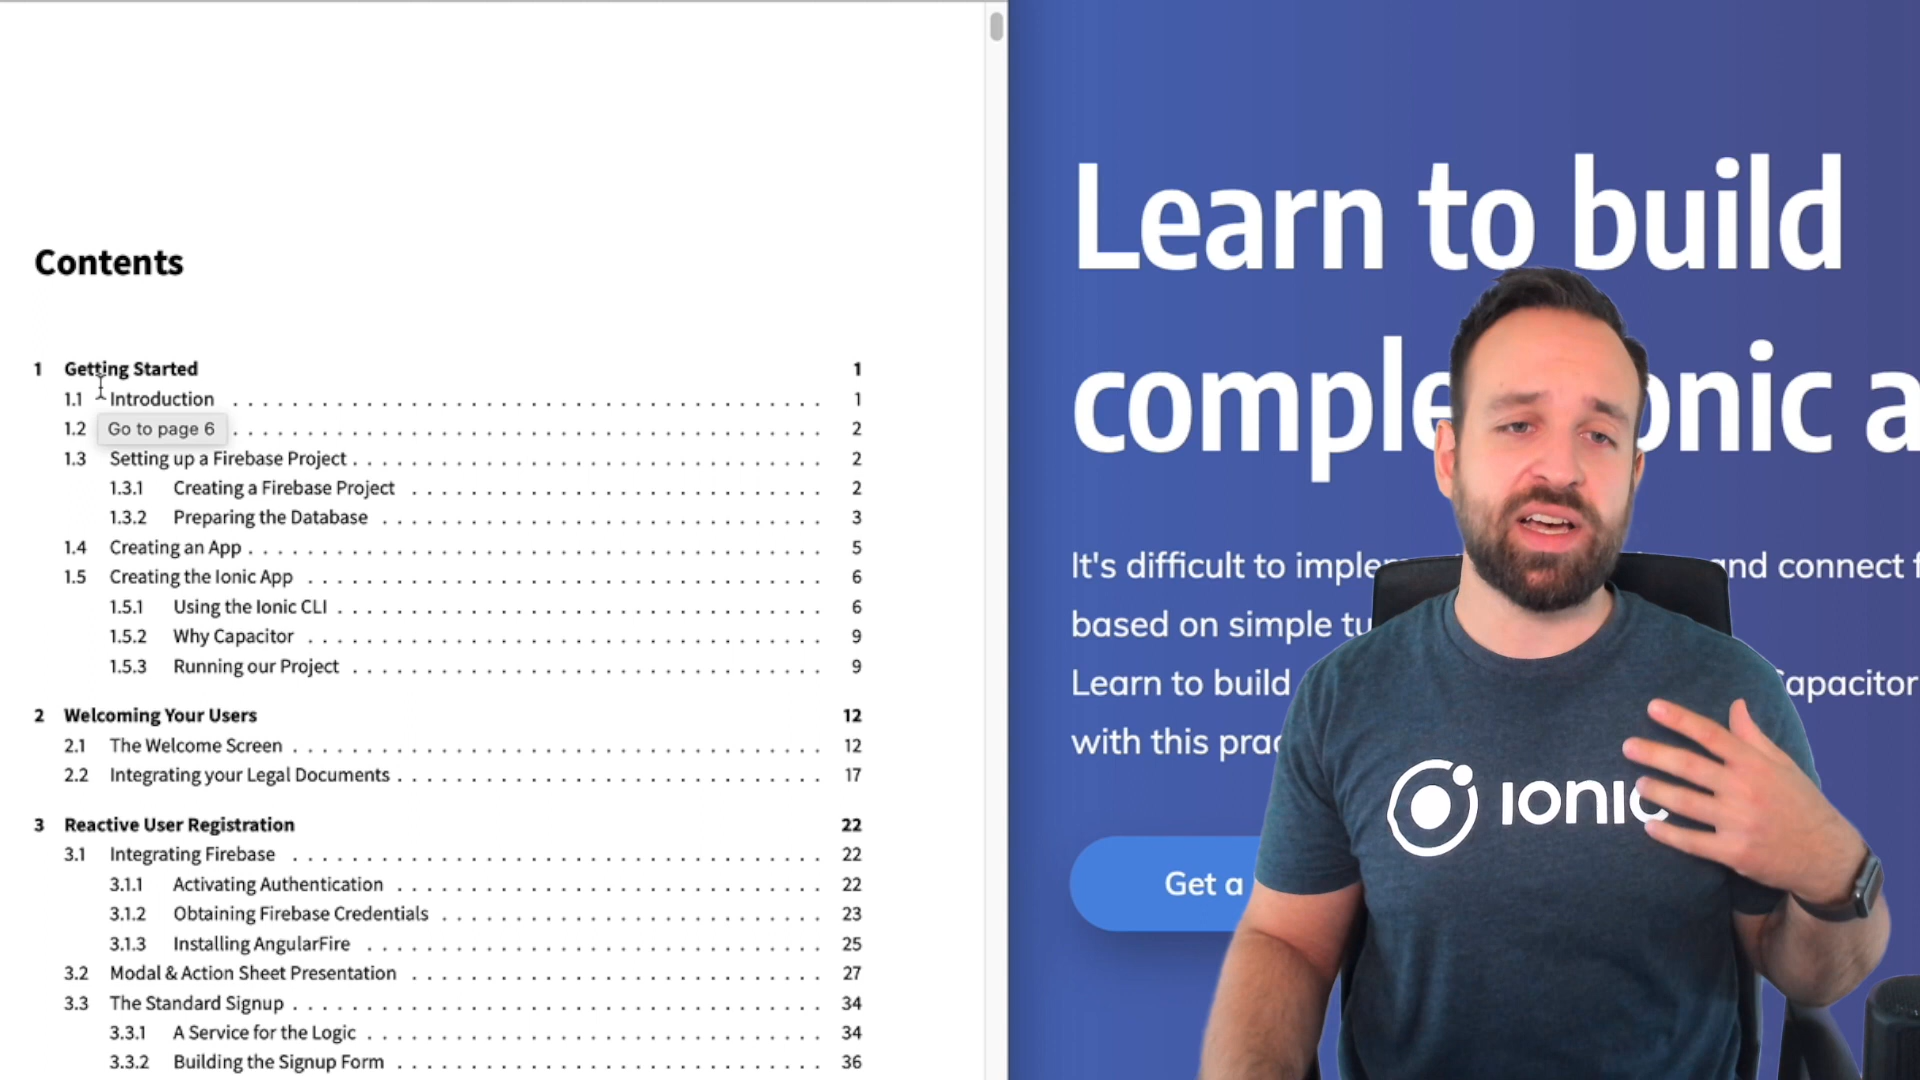 Contents
1 Getting Started 1
1.1 Introduction . . . . . . . . . . . . . . . . . . . . . . . . . . . . . . . . . . . . . . . . 1
1.2 . . . . . . . . . . . . . . . . . . . . . . . . . . . . . . . . . . . . . . . . 2
Go to page 6
1.3 Setting up a Firebase Project . . . . . . . . . . . . . . . . . . . . . . . . . . . . . . . . 2
1.3.1 Creating a Firebase Project . . . . . . . . . . . . . . . . . . . . . . . . . . . . 2
1.3.2 Preparing the Database . . . . . . . . . . . . . . . . . . . . . . . . . . . . . . 3
1.4 Creating an App . . . . . . . . . . . . . . . . . . . . . . . . . . . . . . . . . . . . . . . 5
1.5 Creating the Ionic App . . . . . . . . . . . . . . . . . . . . . . . . . . . . . . . . . . . 6
1.5.1 Using the Ionic CLI . . . . . . . . . . . . . . . . . . . . . . . . . . . . . . . . . 6
1.5.2 Why Capacitor . . . . . . . . . . . . . . . . . . . . . . . . . . . . . . . . . . . 9
1.5.3 Running our Project . . . . . . . . . . . . . . . . . . . . . . . . . . . . . . . . 9
2 Welcoming Your Users 12
2.1 The Welcome Screen . . . . . . . . . . . . . . . . . . . . . . . . . . . . . . . . . . . . 12
2.2 Integrating your Legal Documents . . . . . . . . . . . . . . . . . . . . . . . . . . . . . 17
3 Reactive User Registration 22
3.1 Integrating Firebase . . . . . . . . . . . . . . . . . . . . . . . . . . . . . . . . . . . . 22
3.1.1 Activating Authentication . . . . . . . . . . . . . . . . . . . . . . . . . . . . . 22
3.1.2 Obtaining Firebase Credentials . . . . . . . . . . . . . . . . . . . . . . . . . . 23
3.1.3 Installing AngularFire . . . . . . . . . . . . . . . . . . . . . . . . . . . . . . . 25
3.2 Modal & Action Sheet Presentation . . . . . . . . . . . . . . . . . . . . . . . . . . . . 27
3.3 The Standard Signup . . . . . . . . . . . . . . . . . . . . . . . . . . . . . . . . . . . . 34
3.3.1 A Service for the Logic . . . . . . . . . . . . . . . . . . . . . . . . . . . . . . . 34
3.3.2 Building the Signup Form . . . . . . . . . . . . . . . . . . . . . . . . . . . . . 36
Learn to build
comple onic a
It's difficult to implem and connect f
based on simple tu
Learn to build Capacitor
with this prac
Get a
ionic